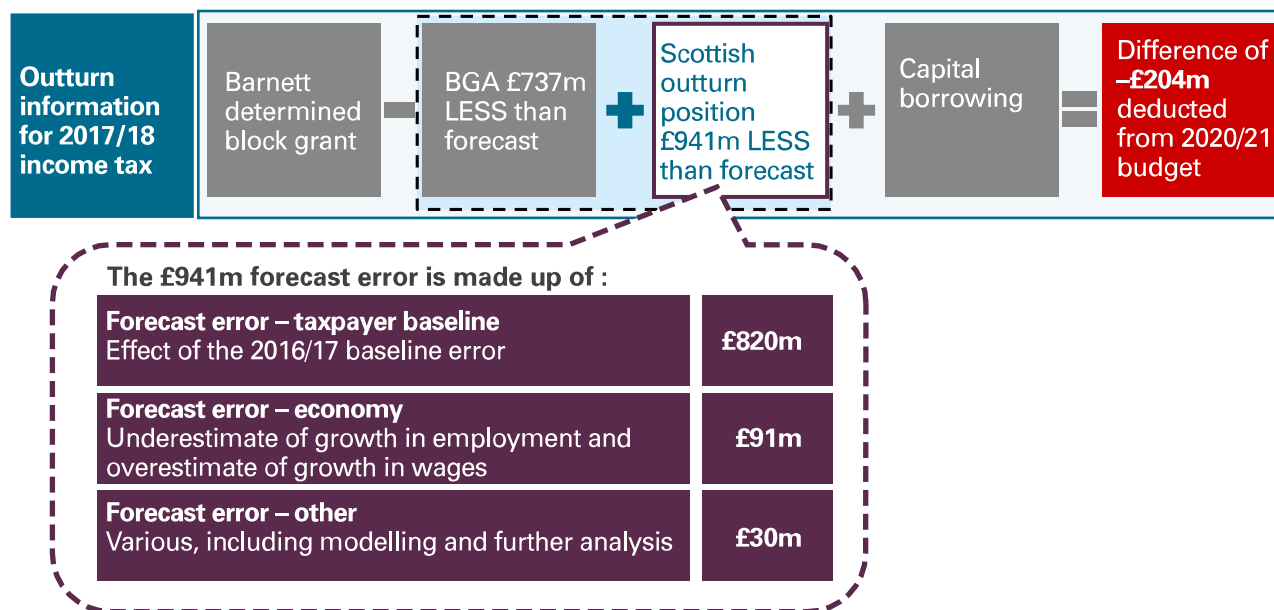 Outturn
information
for 2017/18
income tax
Barnett
determined
block grant
BGA £737m
LESS than
forecast
Scottish
outturn
position
£941m LESS
than forecast
Capital
borrowing
Difference of
–£204m
deducted
from 2020/21
budget
The £941m forecast error is made up of :
Forecast error – taxpayer baseline
Effect of the 2016/17 baseline error
£820m
Forecast error – economy
Underestimate of growth in employment and
overestimate of growth in wages
£91m
Forecast error – other
Various, including modelling and further analysis
£30m